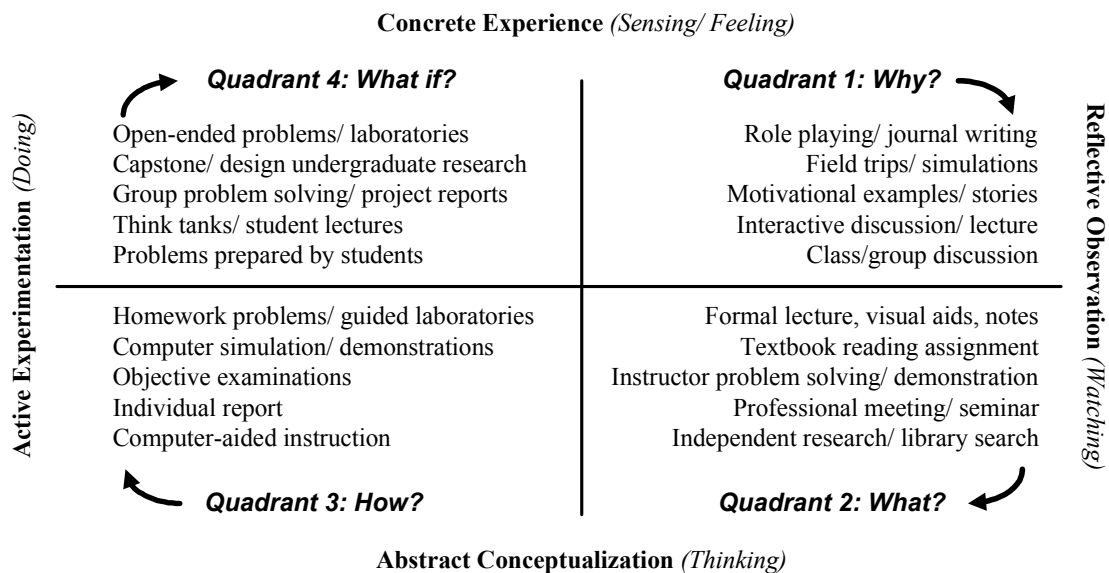 Concrete Experience (Sensing/ Feeling)
Quadrant 4: What if?
Open-ended problems/ laboratories
Capstone/ design undergraduate research
Group problem solving/ project reports
Think tanks/ student lectures
Problems prepared by students
Quadrant 1: Why?
Role playing/ journal writing
Field trips/ simulations
Motivational examples/ stories
Interactive discussion/ lecture
Class/group discussion
Active Experimentation (Doing)
Reflective Observation (Watching)
Homework problems/ guided laboratories
Computer simulation/ demonstrations
Objective examinations
Individual report
Computer-aided instruction
Quadrant 3: How?
Formal lecture, visual aids, notes
Textbook reading assignment
Instructor problem solving/ demonstration
Professional meeting/ seminar
Independent research/ library search
Quadrant 2: What?
Abstract Conceptualization (Thinking)